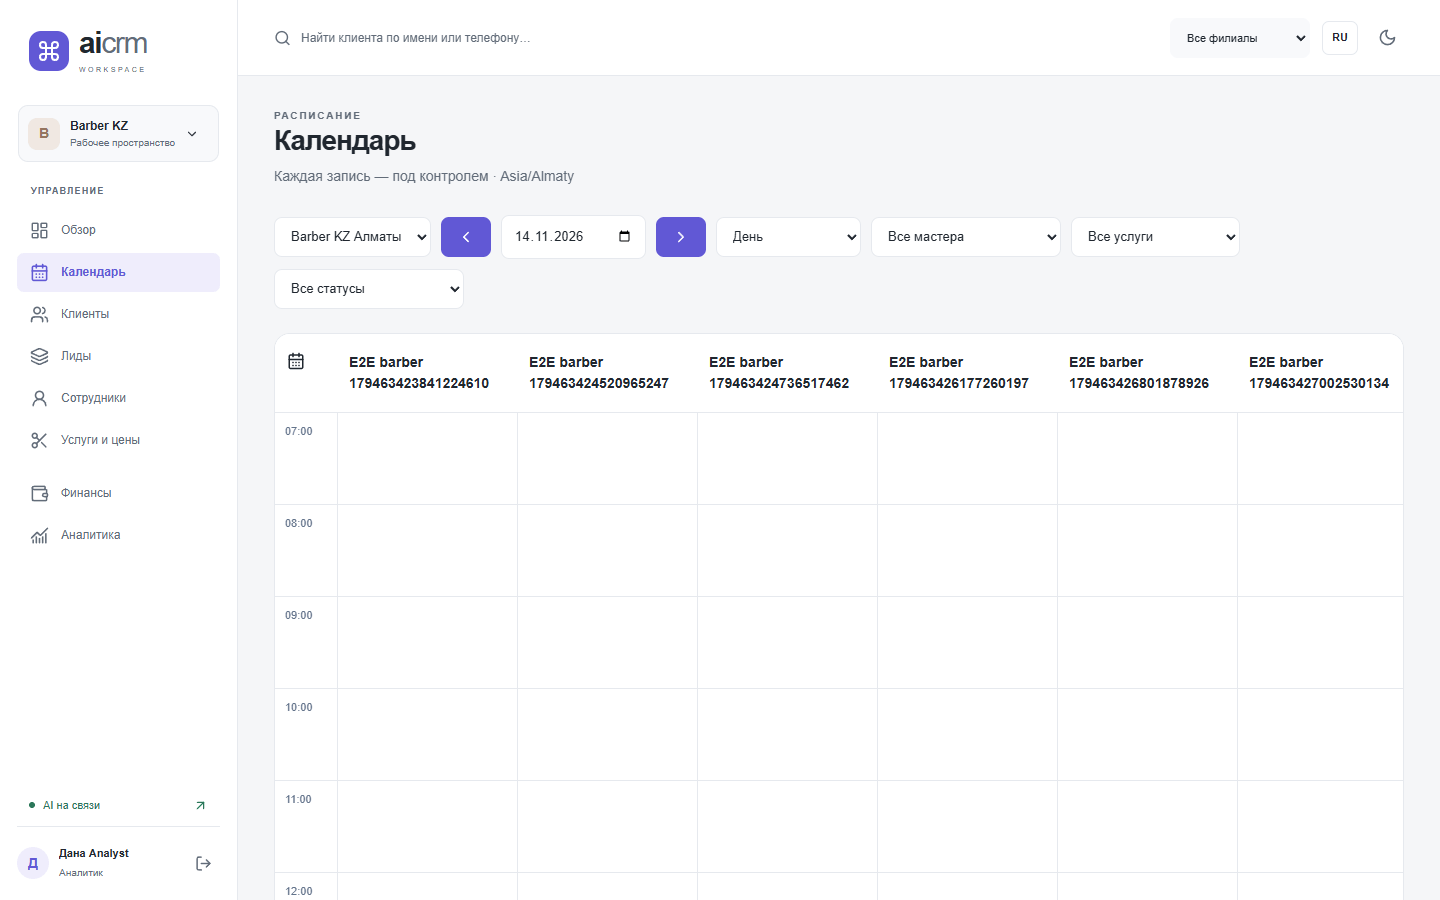 aicrm
WORKSPACE
Найти клиента по имени или телефону...
Все филиалы
RU
B
Barber KZ
Рабочее пространство
УПРАВЛЕНИЕ
Обзор
Календарь
Клиенты
Лиды
Сотрудники
Услуги и цены
Финансы
Аналитика
AI на связи
Д
Дана Analyst
Аналитик
РАСПИСАНИЕ
Календарь
Каждая запись — под контролем · Asia/Almaty
Barber KZ Алматы
14.11.2026
День
Все мастера
Все услуги
Все статусы
E2E barber
179463423841224610
E2E barber
179463424520965247
E2E barber
179463424736517462
E2E barber
179463426177260197
E2E barber
179463426801878926
E2E barber
179463427002530134
07:00
08:00
09:00
10:00
11:00
12:00